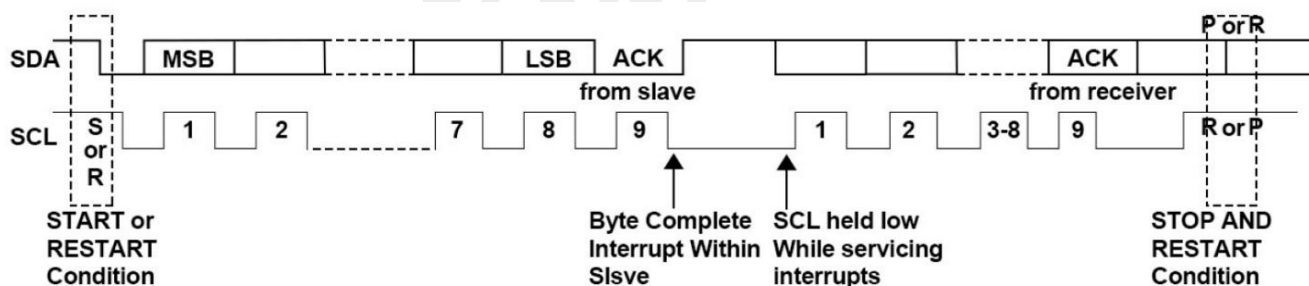 P or R
SDA MSB LSB ACK ACK
from slave from receiver
SCL S or R 1 2 7 8 9 1 2 3-8 9 R or P
START or
RESTART
Condition
Byte Complete
Interrupt Within
Slsve
SCL held low
While servicing
interrupts
STOP AND
RESTART
Condition